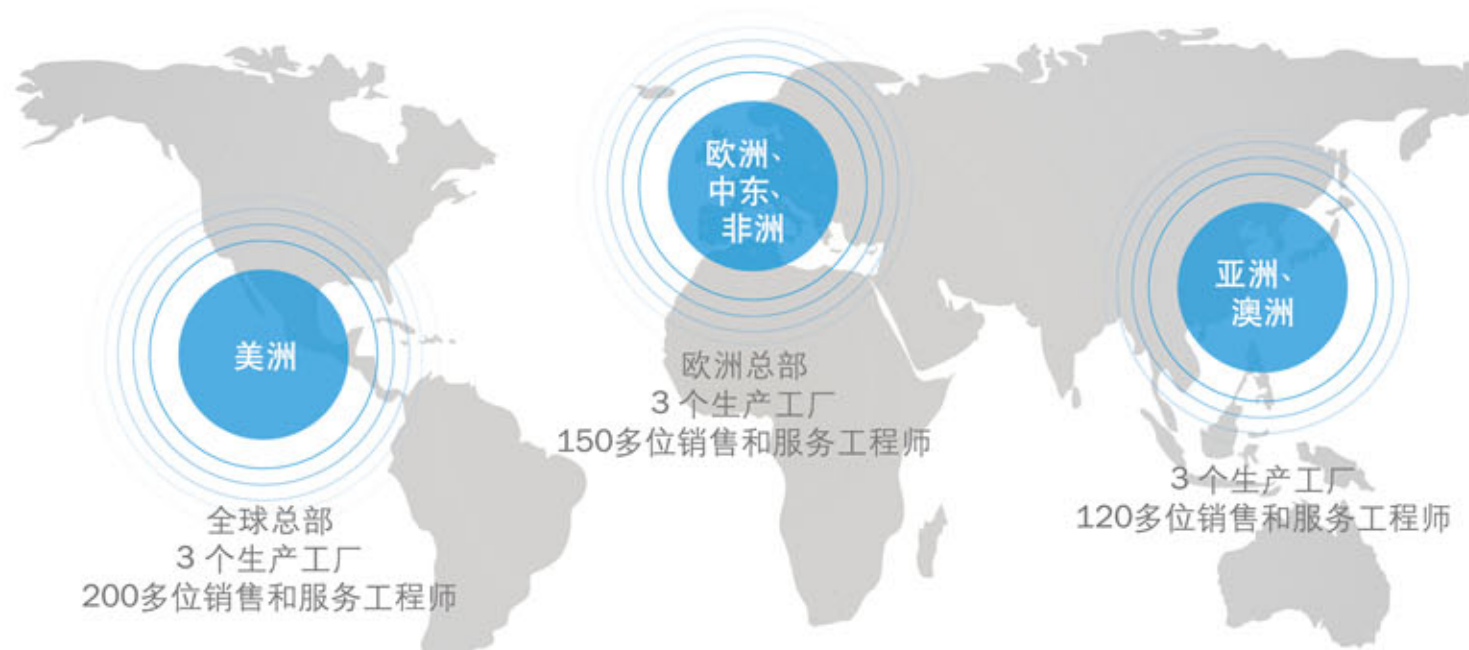 美洲
全球总部
3 个生产工厂
200多位销售和服务工程师
欧洲、
中东、
非洲
欧洲总部
3 个生产工厂
150多位销售和服务工程师
亚洲、
澳洲
3 个生产工厂
120多位销售和服务工程师